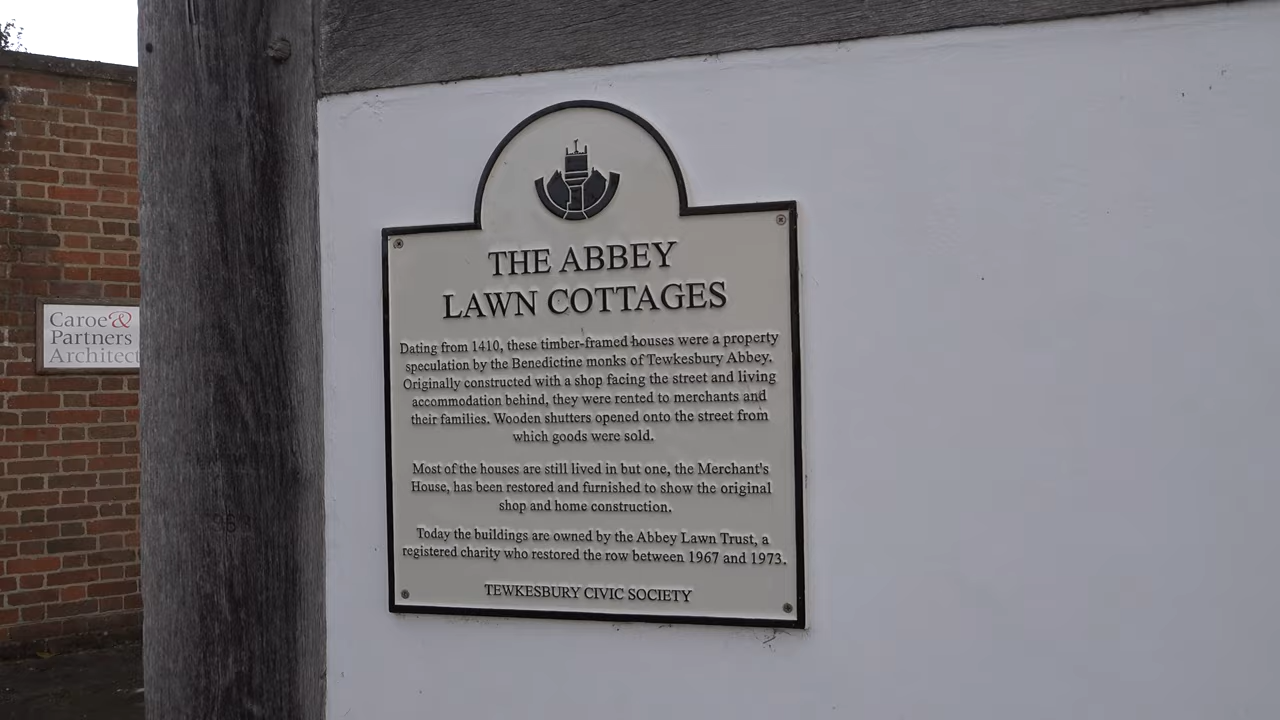 THE ABBEY
LAWN COTTAGES
Dating from 1410, these timber-framed houses were a property
speculation by the Benedictine monks of Tewkesbury Abbey.
Originally constructed with a shop facing the street and living
accommodation behind, they were rented to merchants and
their families. Wooden shutters opened onto the street from
which goods were sold.
Most of the houses are still lived in but one, the Merchant's
House, has been restored and furnished to show the original
shop and home construction.
Today the buildings are owned by the Abbey Lawn Trust, a
registered charity who restored the row between 1967 and 1973.
TEWKESBURY CIVIC SOCIETY
Caroe &
Partners
Architect